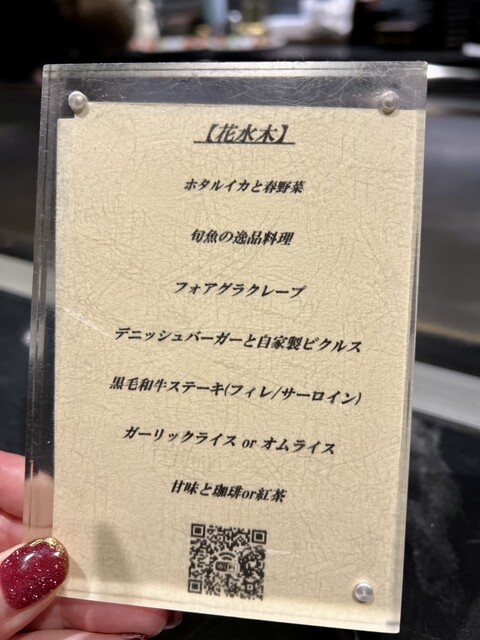 【花水木】
ホタルイカと春野菜
旬魚の逸品料理
フォアグラクレープ
デニッシュバーガーと自家製ピクルス
黒毛和牛ステーキ(フィレ/サーロイン)
ガーリックライス or オムライス
甘味と珈琲or紅茶